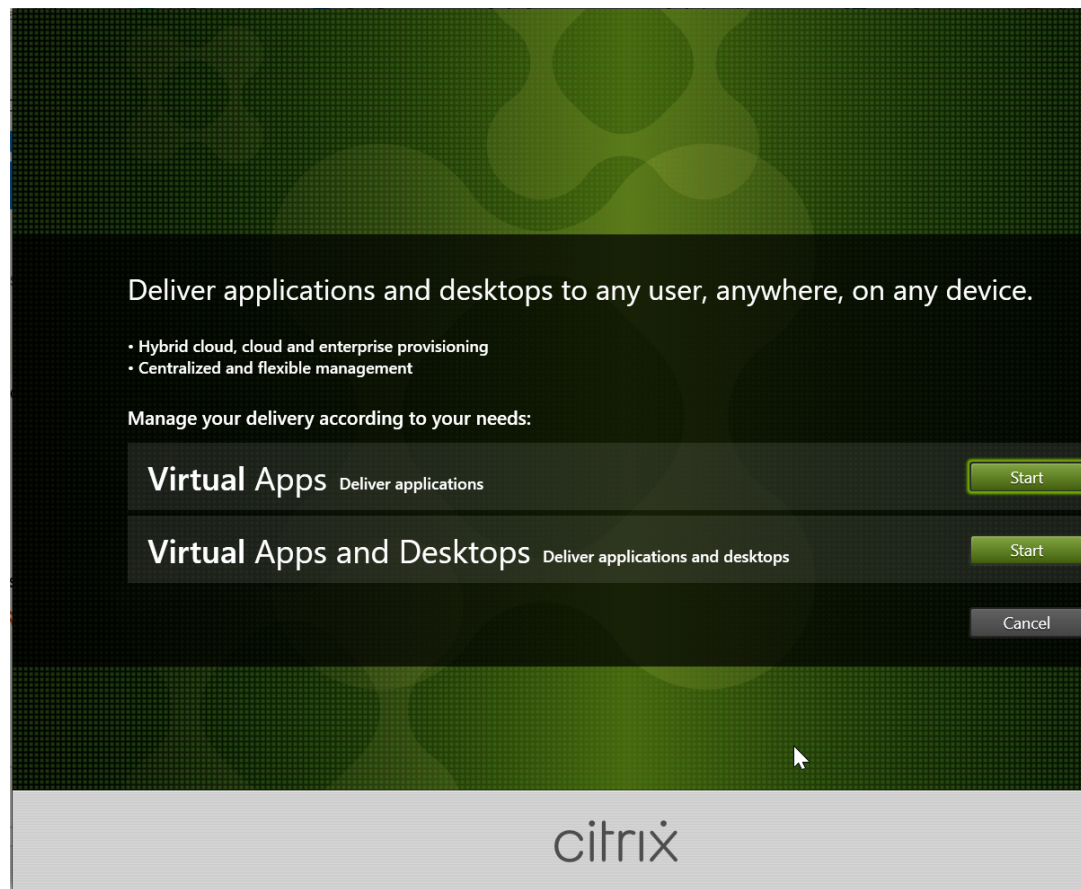 Deliver applications and desktops to any user, anywhere, on any device.
• Hybrid cloud, cloud and enterprise provisioning
• Centralized and flexible management
Manage your delivery according to your needs:
Virtual Apps Deliver applications Start
Virtual Apps and Desktops Deliver applications and desktops Start
Cancel
citrix